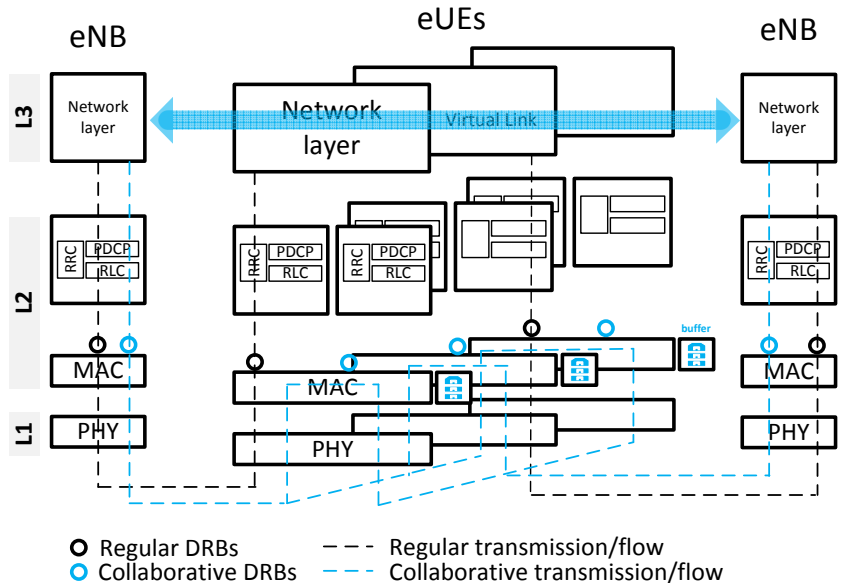 eNB
eUEs
eNB
L3
Network
layer
Network
layer
Virtual Link
Network
layer
L2
RRC
PDCP
RLC
RRC
PDCP
RLC
RRC
PDCP
RLC
RRC
PDCP
RLC
buffer
MAC
MAC
MAC
L1
PHY
PHY
PHY
Regular DRBs
Regular transmission/flow
Collaborative DRBs
Collaborative transmission/flow